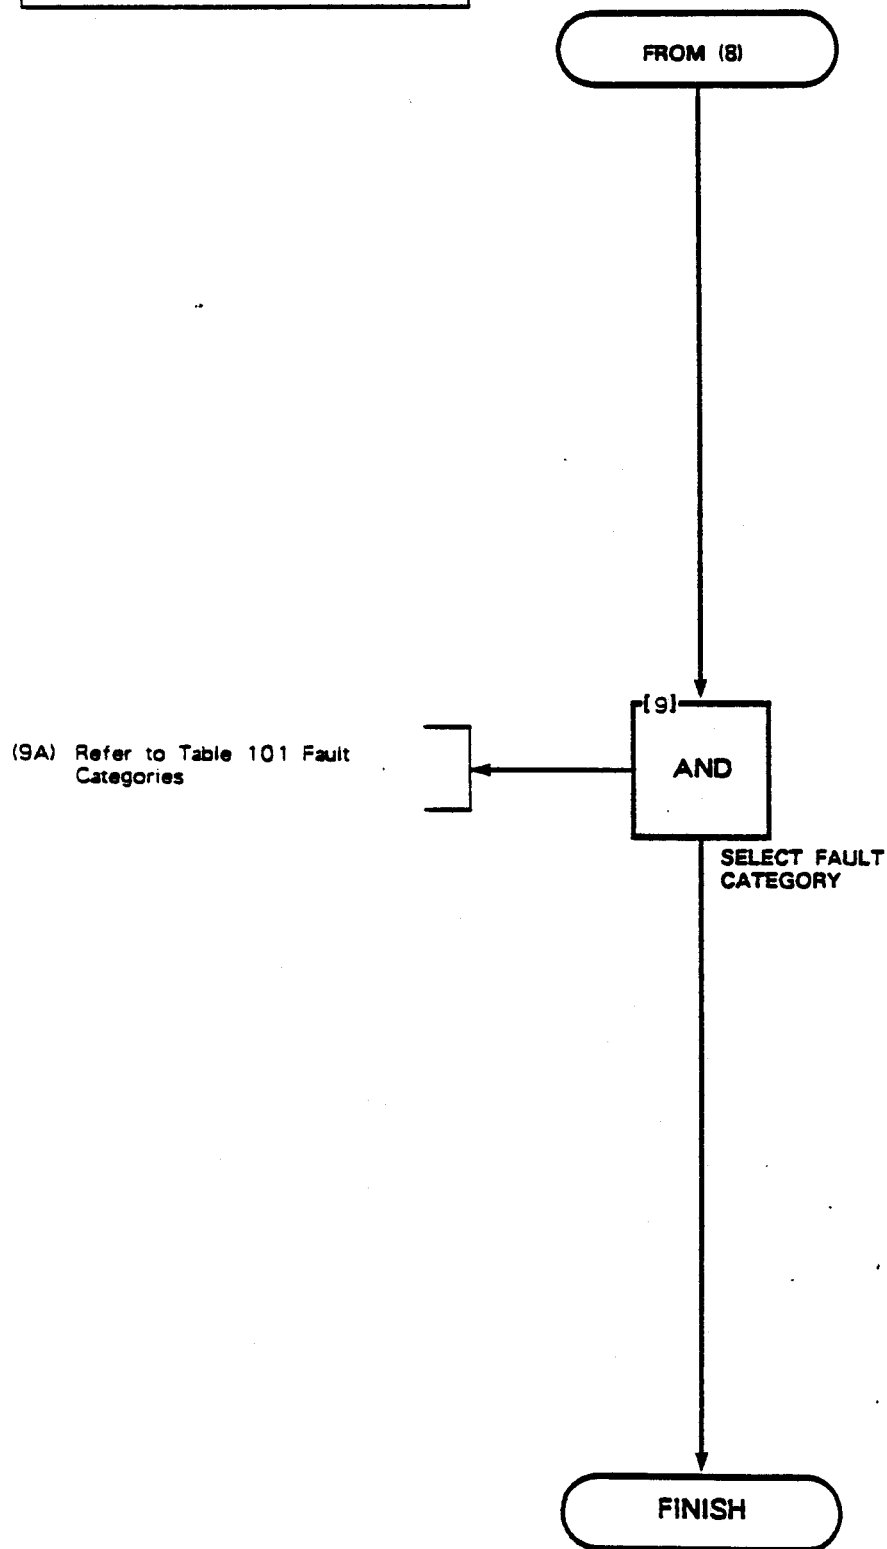 FROM (8)
[9]
AND
(9A) Refer to Table 101 Fault
Categories
SELECT FAULT
CATEGORY
FINISH